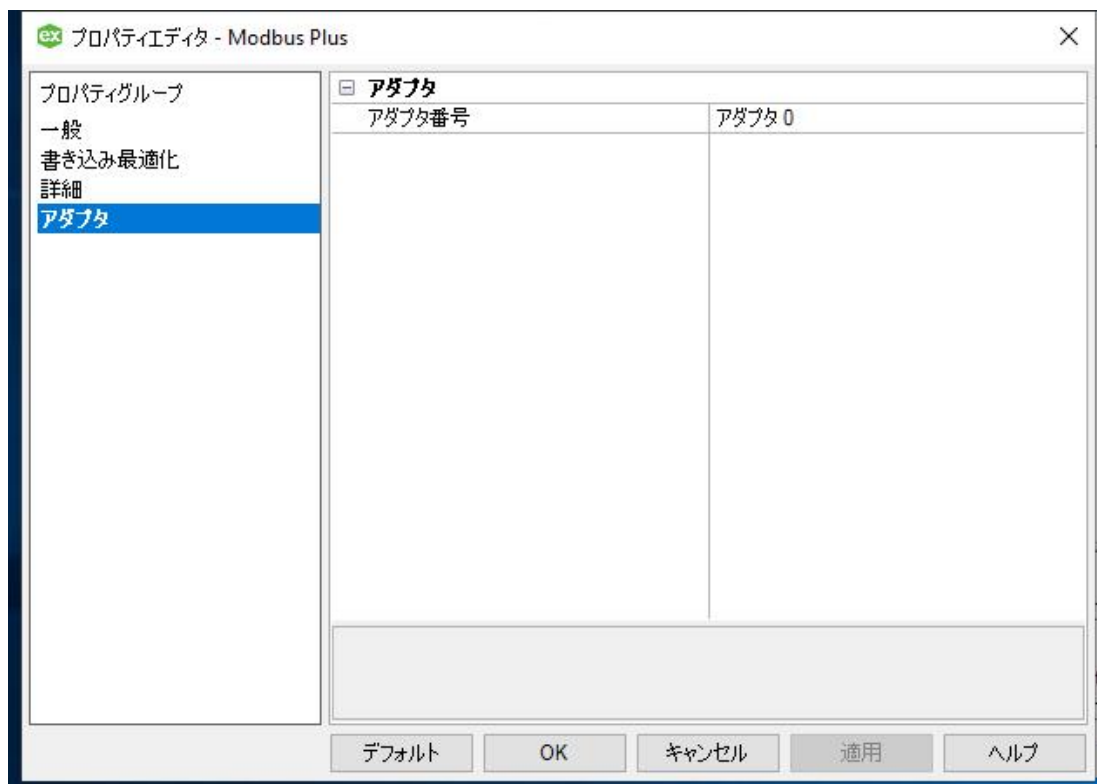 ex プロパティエディタ - Modbus Plus
プロパティグループ
一般
書き込み最適化
詳細
アダプタ
アダプタ
アダプタ番号 アダプタ 0
デフォルト OK キャンセル 適用 ヘルプ